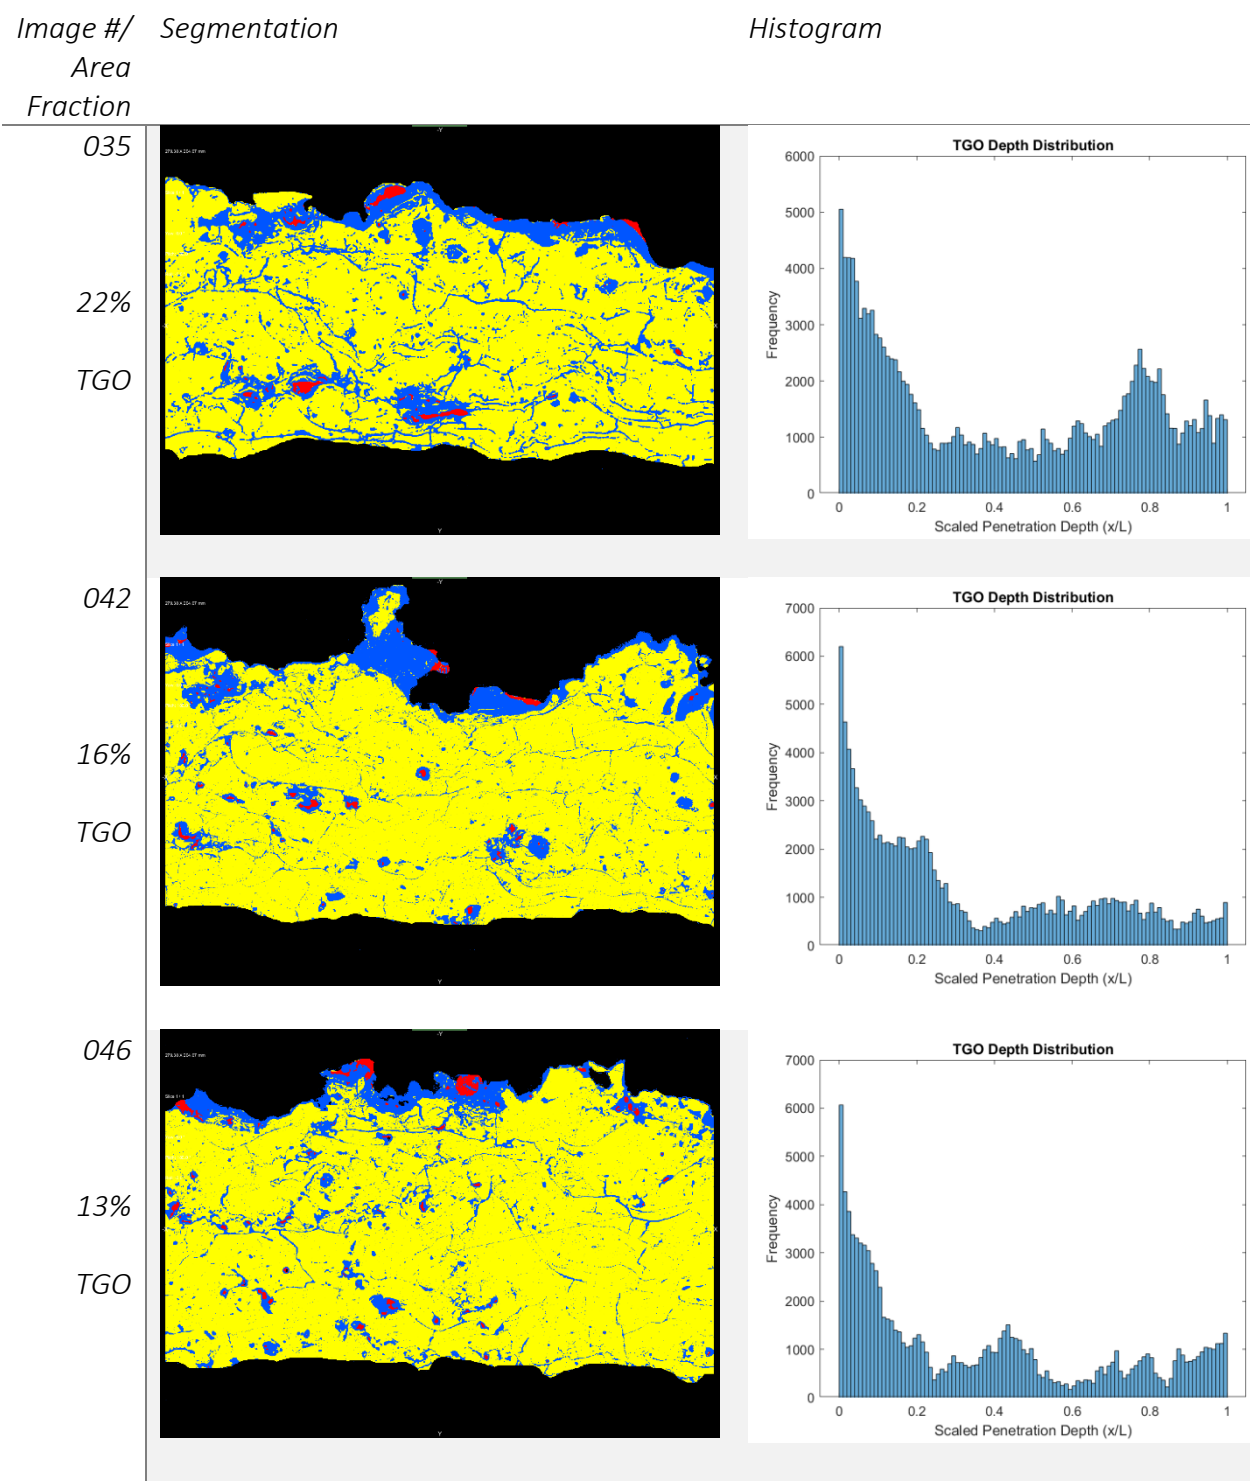 Image #/ Segmentation Histogram
Area
Fraction
035
22%
TGO
-Y
X
Y
TGO Depth Distribution
6000
5000
4000
3000
2000
1000
0
Frequency
0 0.2 0.4 0.6 0.8 1
Scaled Penetration Depth (x/L)
042
16%
TGO
-Y
X
Y
TGO Depth Distribution
7000
6000
5000
4000
3000
2000
1000
0
Frequency
0 0.2 0.4 0.6 0.8 1
Scaled Penetration Depth (x/L)
046
13%
TGO
-Y
X
Y
TGO Depth Distribution
7000
6000
5000
4000
3000
2000
1000
0
Frequency
0 0.2 0.4 0.6 0.8 1
Scaled Penetration Depth (x/L)